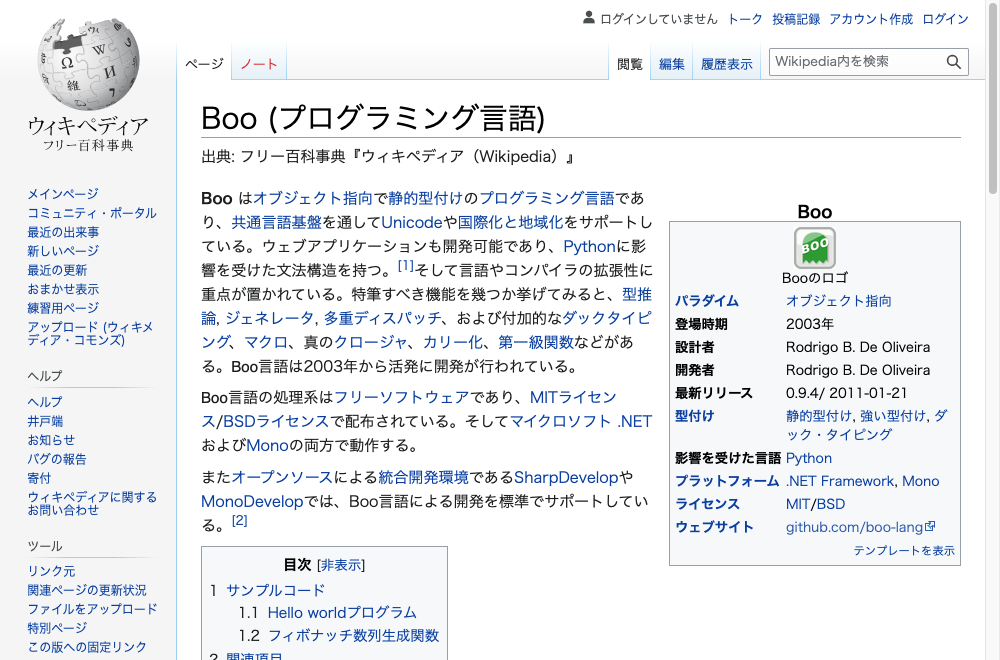 ログインしていません トーク 投稿記録 アカウント作成 ログイン
ページ ノート 閲覧 編集 履歴表示 Wikipedia内を検索
ウィキペディア
フリー百科事典
メインページ
コミュニティ・ポータル
最近の出来事
新しいページ
最近の更新
おまかせ表示
練習用ページ
アップロード (ウィキメ
ディア・コモンズ)
ヘルプ
ヘルプ
井戸端
お知らせ
バグの報告
寄付
ウィキペディアに関する
お問い合わせ
ツール
リンク元
関連ページの更新状況
ファイルをアップロード
特別ページ
この版への固定リンク
Boo (プログラミング言語)
出典: フリー百科事典『ウィキペディア（Wikipedia）』
Boo はオブジェクト指向で静的型付けのプログラミング言語であ
り、共通言語基盤を通してUnicodeや国際化と地域化をサポートし
ている。ウェブアプリケーションも開発可能であり、Pythonに影
響を受けた文法構造を持つ。[1]そして言語やコンパイラの拡張性に
重点が置かれている。特筆すべき機能を幾つか挙げてみると、型推
論, ジェネレータ, 多重ディスパッチ、および付加的なダックタイピ
ング、マクロ、真のクロージャ、カリー化、第一級関数などがあ
る。Boo言語は2003年から活発に開発が行われている。
Boo言語の処理系はフリーソフトウェアであり、MITライセン
ス/BSDライセンスで配布されている。そしてマイクロソフト .NET
およびMonoの両方で動作する。
またオープンソースによる統合開発環境であるSharpDevelopや
MonoDevelopでは、Boo言語による開発を標準でサポートしてい
る。[2]
目次 [非表示]
1 サンプルコード
1.1 Hello worldプログラム
1.2 フィボナッチ数列生成関数
2 関連項目
Boo
BOO
Booのロゴ
パラダイム オブジェクト指向
登場時期 2003年
設計者 Rodrigo B. De Oliveira
開発者 Rodrigo B. De Oliveira
最新リリース 0.9.4/ 2011-01-21
型付け 静的型付け, 強い型付け, ダ
ック・タイピング
影響を受けた言語 Python
プラットフォーム .NET Framework, Mono
ライセンス MIT/BSD
ウェブサイト github.com/boo-lang
テンプレートを表示